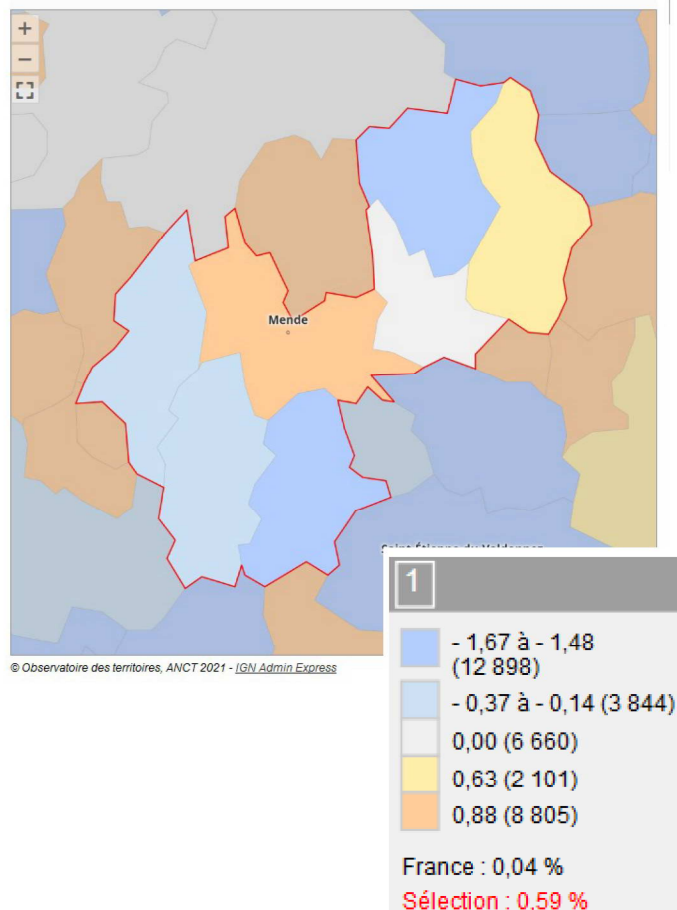 +
−
Mende
© Observatoire des territoires, ANCT 2021 - IGN Admin Express
1
- 1,67 à - 1,48
(12 898)
- 0,37 à - 0,14 (3 844)
0,00 (6 660)
0,63 (2 101)
0,88 (8 805)
France : 0,04 %
Sélection : 0.59 %